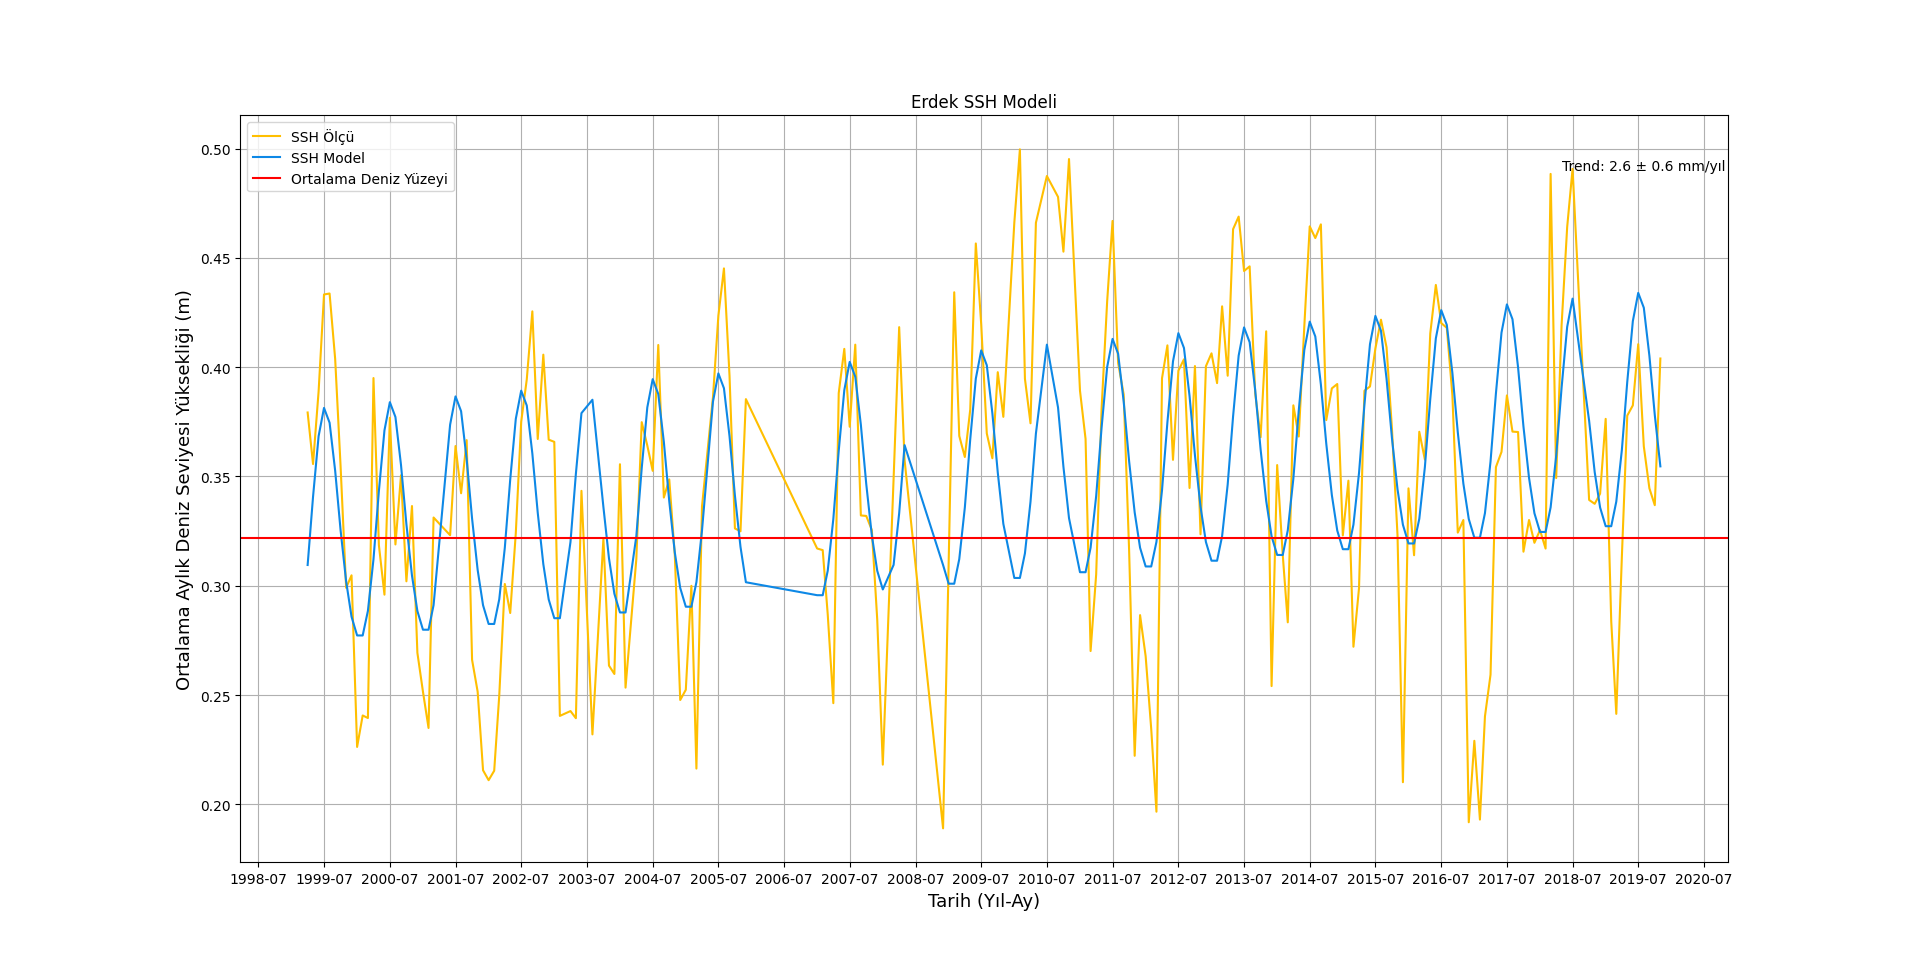 Erdek SSH Modeli
SSH Ölçü
SSH Model
Ortalama Deniz Yüzeyi
Trend: 2.6 ± 0.6 mm/yıl
Ortalama Aylık Deniz Seviyesi Yüksekliği (m)
0.50
0.45
0.40
0.35
0.30
0.25
0.20
1998-07 1999-07 2000-07 2001-07 2002-07 2003-07 2004-07 2005-07 2006-07 2007-07 2008-07 2009-07 2010-07 2011-07 2012-07 2013-07 2014-07 2015-07 2016-07 2017-07 2018-07 2019-07 2020-07
Tarih (Yıl-Ay)